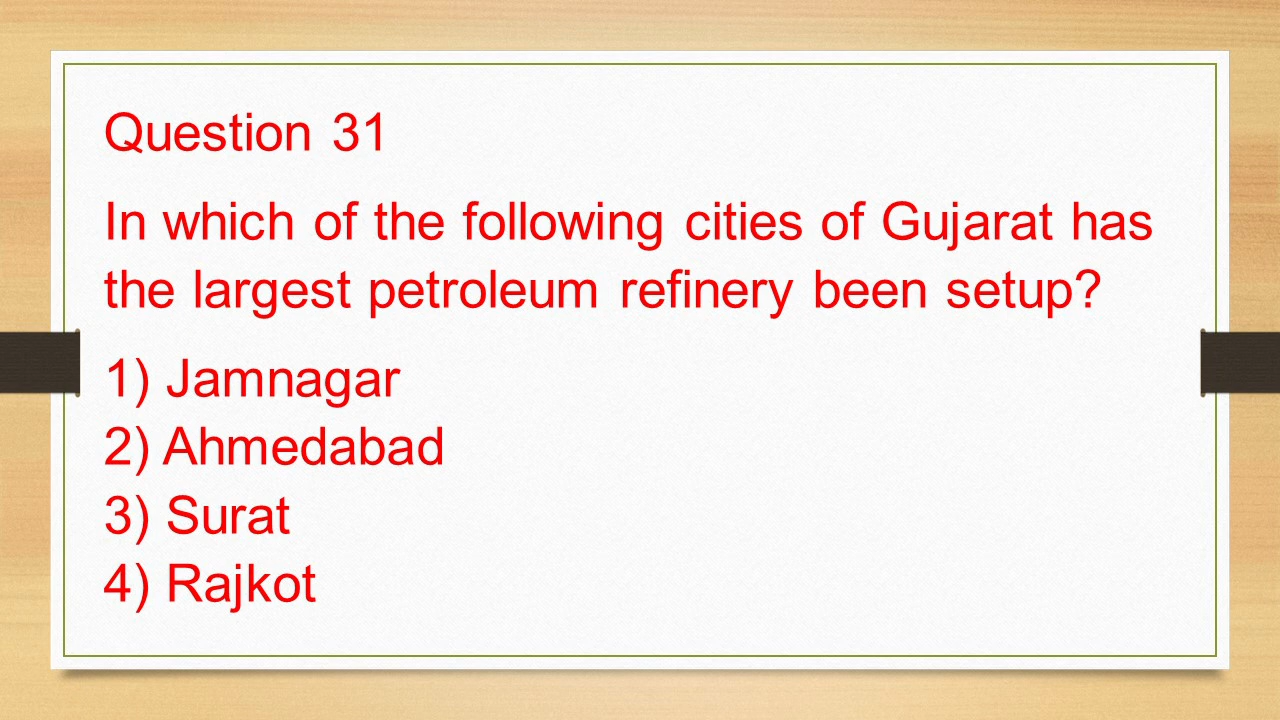 Question 31
In which of the following cities of Gujarat has
the largest petroleum refinery been setup?
1) Jamnagar
2) Ahmedabad
3) Surat
4) Rajkot